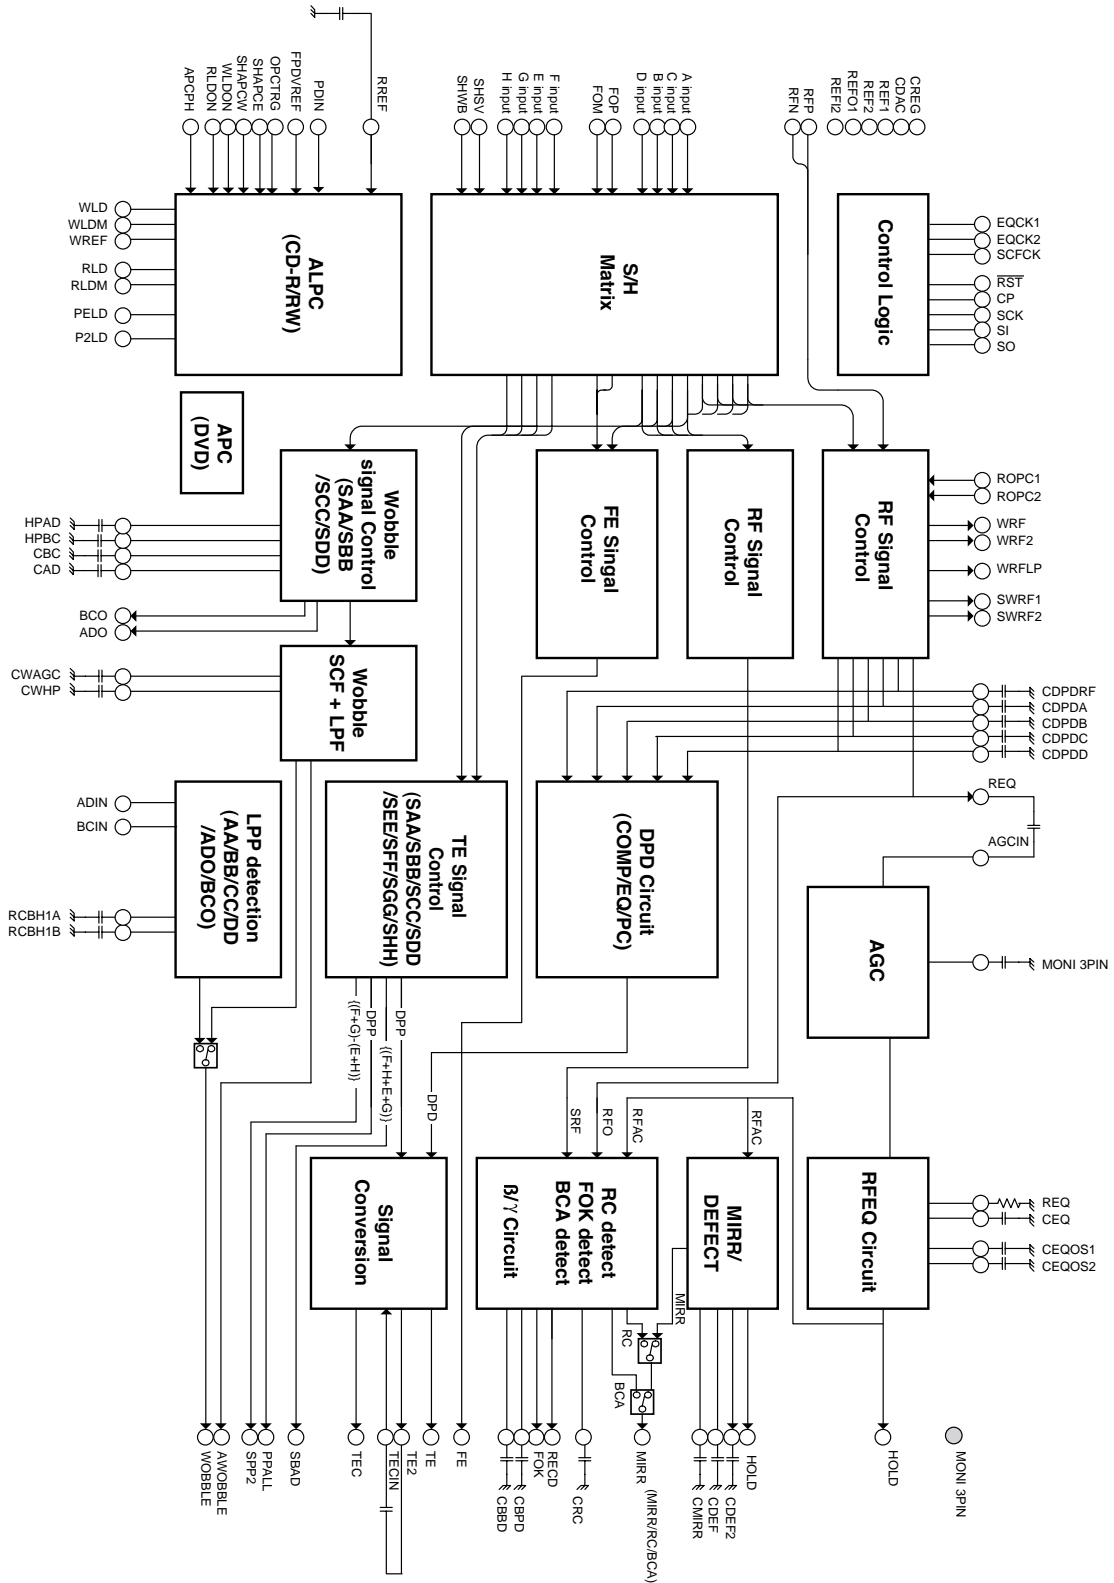 RREF
PDIN
FPDVREF
OPCTRG
SHAPCE
SHAPCW
WLDON
RLDON
APCPH
F input
E input
G input
H input
SHSV
SHWB
A input
C input
B input
D input
FOP
FOM
CREG
CDAC
REF1
REF2
REFO1
REFI2
RFP
RFN
WLD
WLDM
WREF
RLD
RLDM
PELD
P2LD
ALPC
(CD-R/RW)
S/H
Matrix
Control Logic
EQCK1
EQCK2
SCFCK
RST
CP
SCK
SI
SO
APC
(DVD)
Wobble
signal Control
(SAA/SBB
/SCC/SDD)
FE Singal
Control
RF Signal
Control
RF Signal
Control
ROPC1
ROPC2
WRF
WRF2
WRFLP
SWRF1
SWRF2
HPAD
HPBC
CBC
CAD
BCO
ADO
CWAGC
CWHP
Wobble
SCF + LPF
CDPDRF
CDPDA
CDPDB
CDPDC
CDPDD
REQ
AGCIN
ADIN
BCIN
RCBH1A
RCBH1B
LPP detection
(AA/BB/CC/DD
/ADO/BCO)
TE Signal
Control
(SAA/SBB/SCC/SDD
/SEE/SFF/SGG/SHH)
DPD Circuit
(COMP/EQ/PC)
AGC
MONI 3PIN
{(F+G)-(E+H)}
DPP
{(F+H+E+G)}
DPP
DPD
SRF
RFO
RFAC
RFAC
Signal
Conversion
RC detect
FOK detect
BCA detect
β/γ Circuit
MIRR/
DEFECT
RFEQ Circuit
REQ
CEQ
CEQOS1
CEQOS2
MIRR
RC
BCA
WOBBLE
AWOBBLE
SPP2
PPALL
SBAD
TEC
TECIN
TE2
TE
FE
CBBD
CBPD
FOK
RECD
CRC
MIRR
(MIRR/RC/BCA)
CMIRR
CDEF
CDEF2
HOLD
HOLD
MONI 3PIN